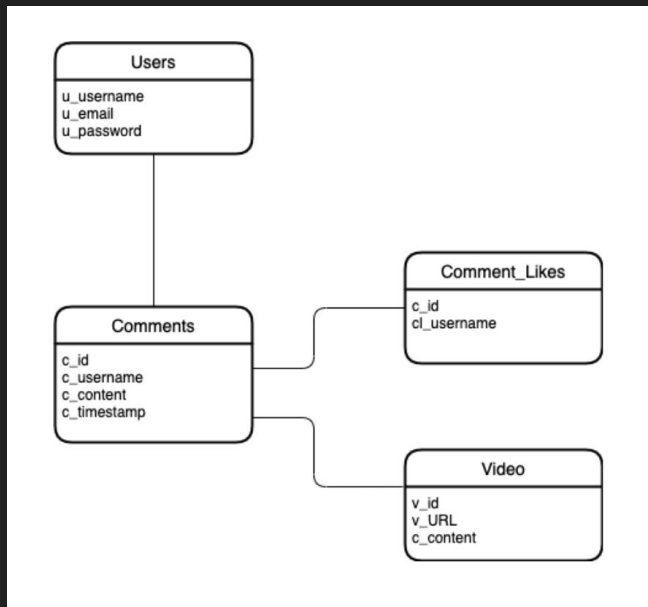 Users
u_username
u_email
u_password
Comment_Likes
c_id
cl_username
Comments
c_id
c_username
c_content
c_timestamp
Video
v_id
v_URL
c_content